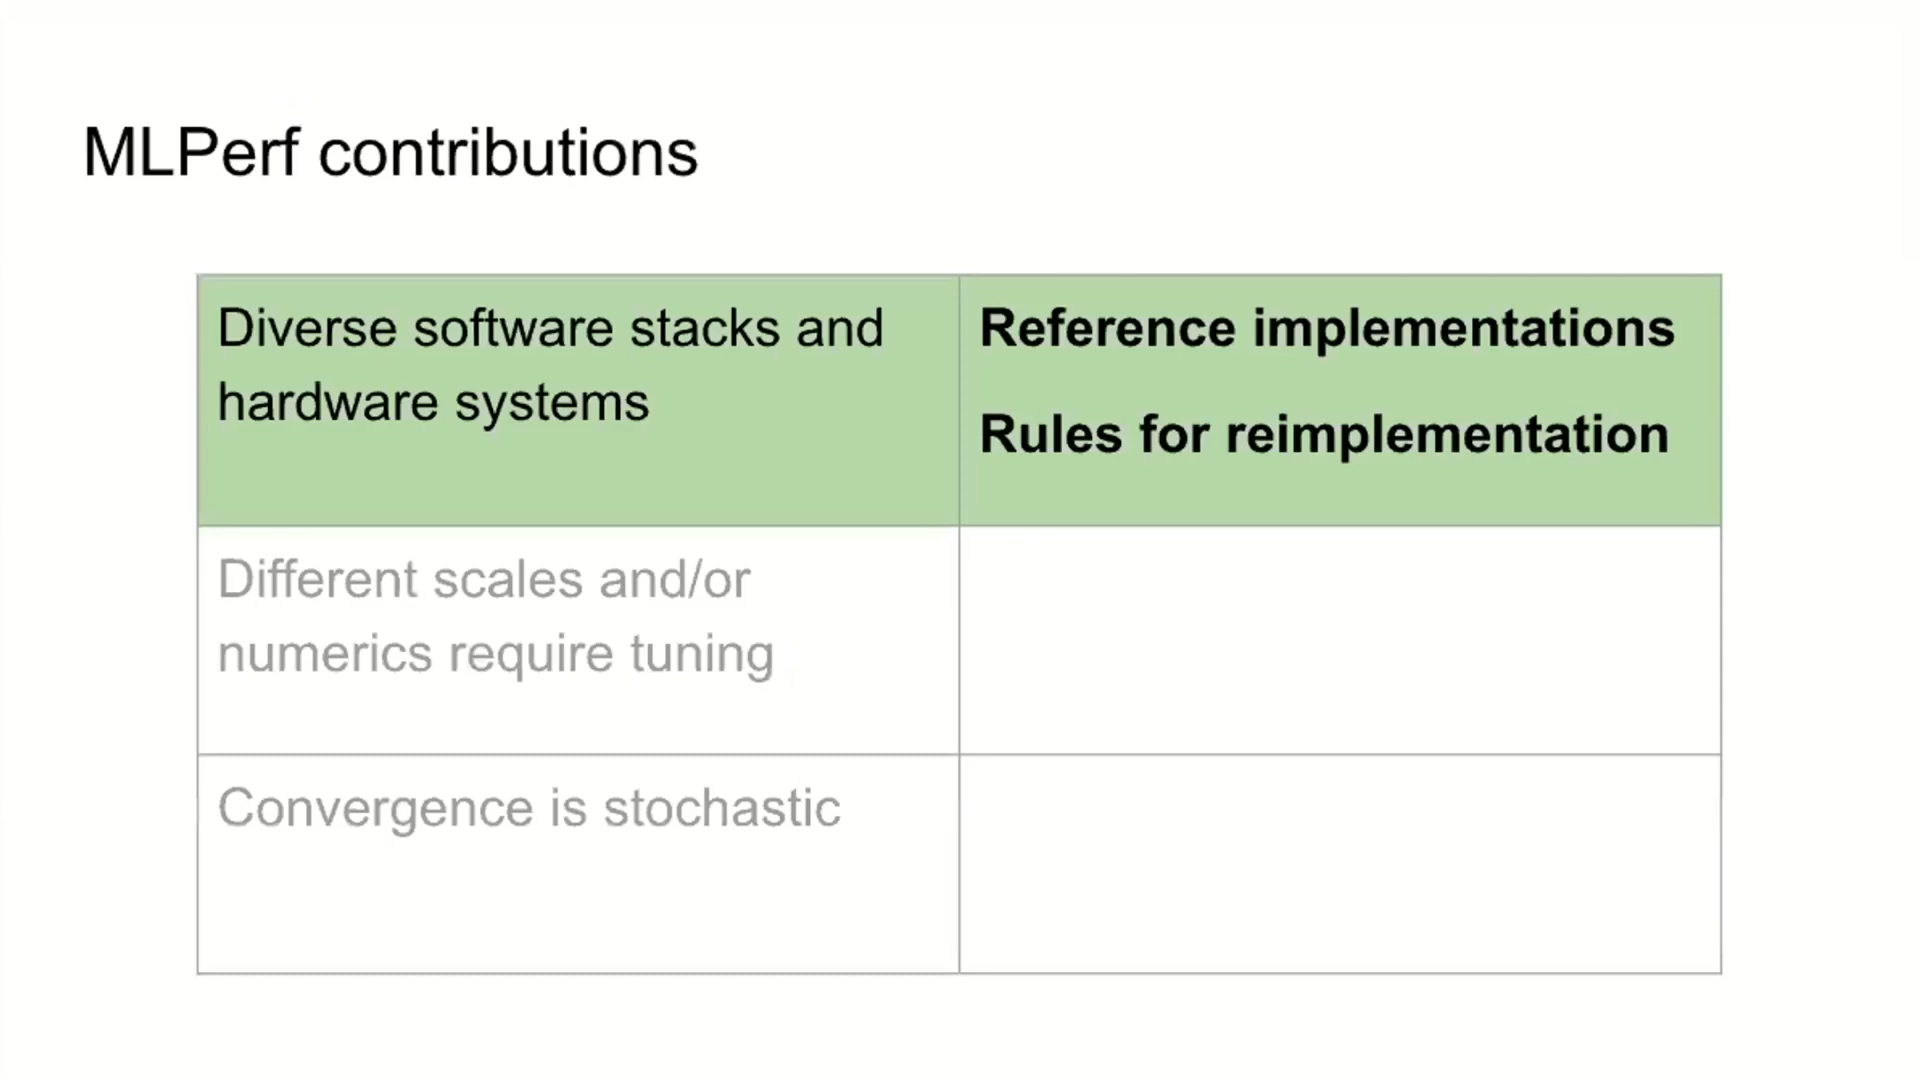 MLPerf contributions
Diverse software stacks and
hardware systems
Reference implementations
Rules for reimplementation
Different scales and/or
numerics require tuning
Convergence is stochastic